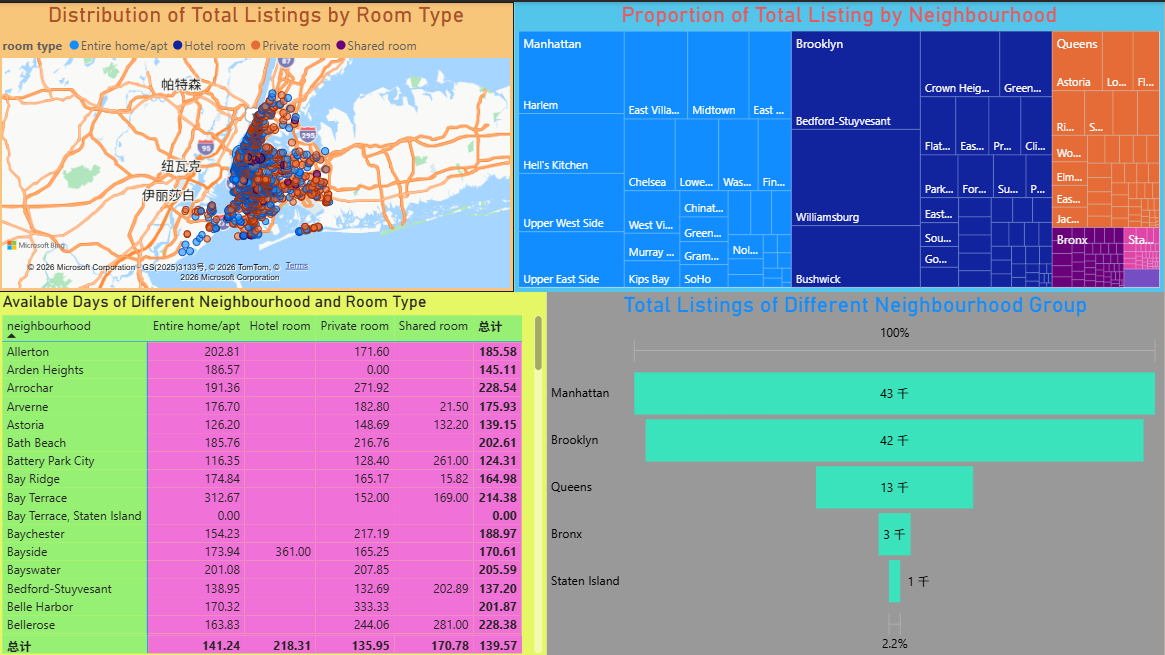 Distribution of Total Listings by Room Type
room type Entire home/apt Hotel room Private room Shared room
87
帕特森
295
95
纽瓦克
伊丽莎白
Microsoft Bing
© 2026 Microsoft Corporation - GS(2025)3133号, © 2026 TomTom, © 2026 Microsoft Corporation Terms
Proportion of Total Listing by Neighbourhood
Manhattan
Harlem
Hell's Kitchen
Upper West Side
Upper East Side
East Villa...
Midtown
East ...
Chelsea
Lowe...
Was...
Fin...
West Vi...
Chinat...
Green...
Murray ...
Gram...
Nol...
Kips Bay
SoHo
Brooklyn
Bedford-Stuyvesant
Williamsburg
Bushwick
Crown Heig...
Green...
Flat...
Eas...
Pr...
Cli...
Park...
For...
Su...
P...
East...
Sou...
Go...
Queens
Astoria
Lo...
Fl...
Ri...
S...
Wo...
Elm...
Eas...
Jac...
Bronx
Sta...
Available Days of Different Neighbourhood and Room Type
neighbourhood Entire home/apt Hotel room Private room Shared room 总计
Allerton 202.81 171.60 185.58
Arden Heights 186.57 0.00 145.11
Arrochar 191.36 271.92 228.54
Arverne 176.70 182.80 21.50 175.93
Astoria 126.20 148.69 132.20 139.15
Bath Beach 185.76 216.76 202.61
Battery Park City 116.35 128.40 261.00 124.31
Bay Ridge 174.84 165.17 15.82 164.98
Bay Terrace 312.67 152.00 169.00 214.38
Bay Terrace, Staten Island 0.00 0.00
Baychester 154.23 217.19 188.97
Bayside 173.94 361.00 165.25 170.61
Bayswater 201.08 207.85 205.59
Bedford-Stuyvesant 138.95 132.69 202.89 137.20
Belle Harbor 170.32 333.33 201.87
Bellerose 163.83 244.06 281.00 228.38
总计 141.24 218.31 135.95 170.78 139.57
Total Listings of Different Neighbourhood Group
100%
Manhattan 43 千
Brooklyn 42 千
Queens 13 千
Bronx 3 千
Staten Island 1 千
2.2%